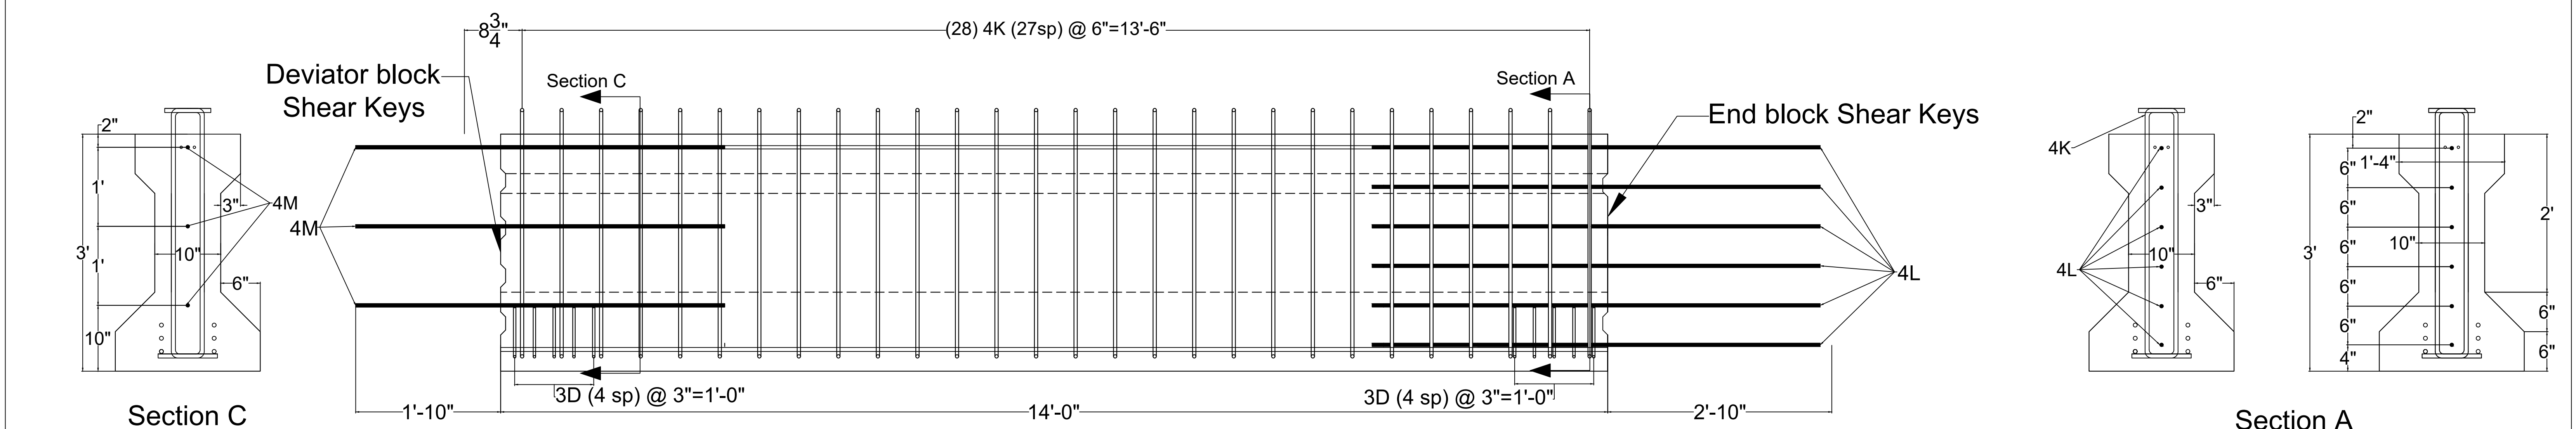 8 3/4"
(28) 4K (27sp) @ 6"=13'-6"
Deviator block
Shear Keys
Section C
Section A
End block Shear Keys
2"
1'
3"
4M
3'
1'
10"
6"
10"
Section C
4M
4L
3D (4 sp) @ 3"=1'-0"
3D (4 sp) @ 3"=1'-0"
1'-10"
14'-0"
2'-10"
4K
3"
4L
10"
6"
2"
6"
1'-4"
6"
6"
10"
2'
3'
6"
6"
6"
4"
6"
Section A